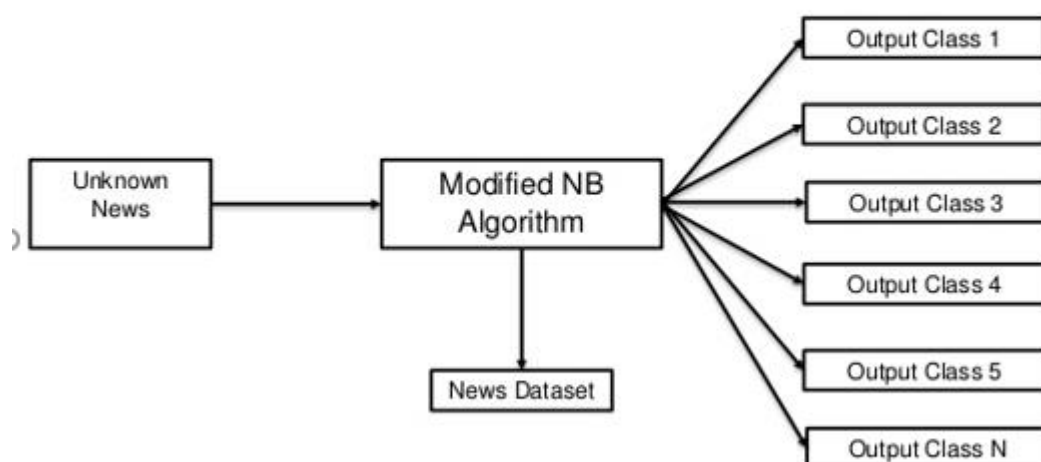 Unknown
News
Modified NB
Algorithm
News Dataset
Output Class 1
Output Class 2
Output Class 3
Output Class 4
Output Class 5
Output Class N